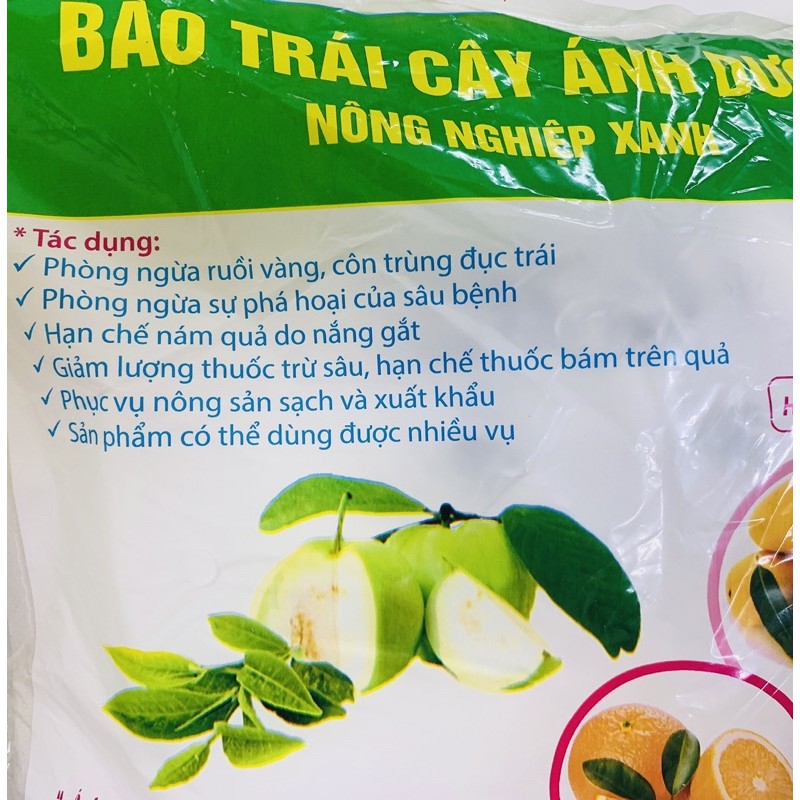 BAO TRÁI CÂY ÁNH
NÔNG NGHIỆP XANH
* Tác dụng:
✓ Phòng ngừa ruồi vàng, côn trùng đục trái
✓ Phòng ngừa sự phá hoại của sâu bệnh
✓ Hạn chế nám quả do nắng gắt
✓ Giảm lượng thuốc trừ sâu, hạn chế thuốc bám trên quả
✓ Phục vụ nông sản sạch và xuất khẩu
✓ Sản phẩm có thể dùng được nhiều vụ